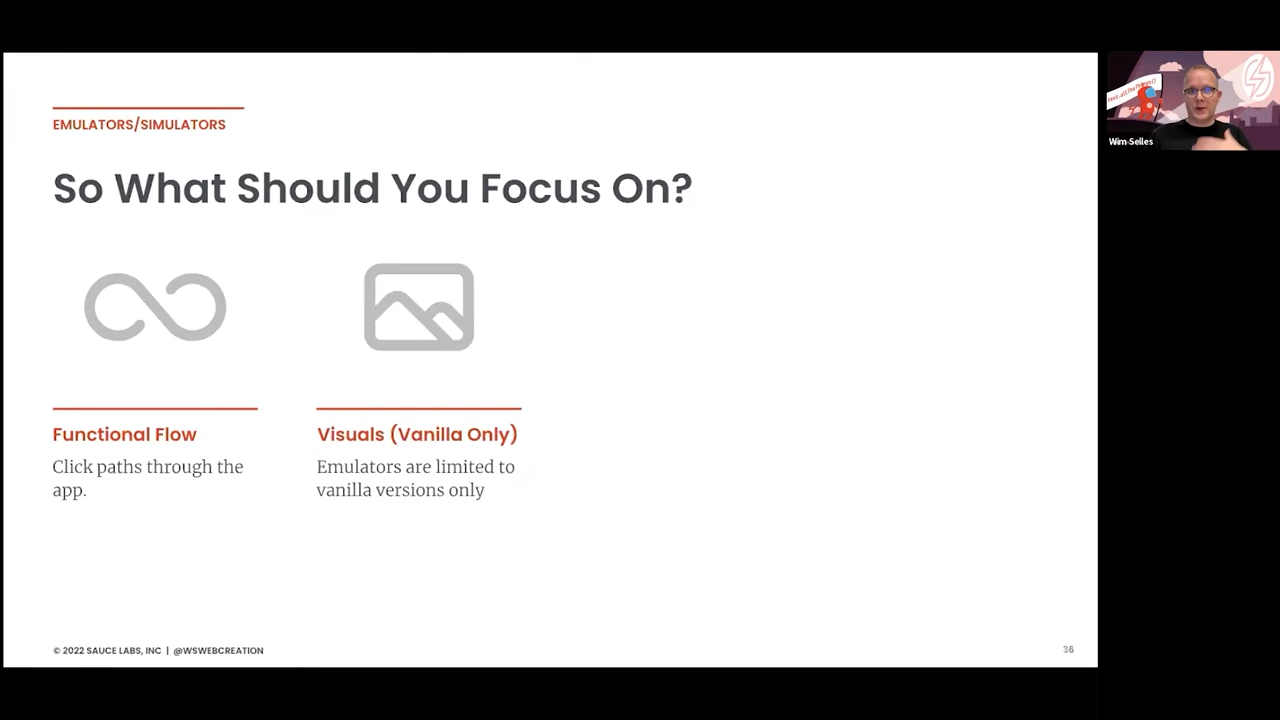 EMULATORS/SIMULATORS
So What Should You Focus On?
Functional Flow
Click paths through the
app.
Visuals (Vanilla Only)
Emulators are limited to
vanilla versions only
© 2022 SAUCE LABS, INC | @WSWEBCREATION
36
Wim Selles